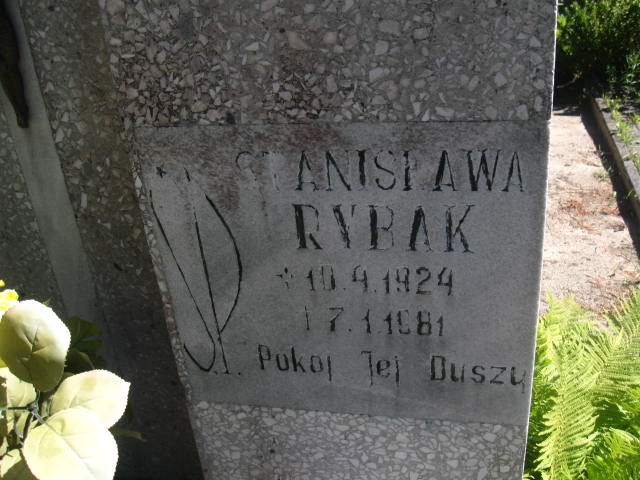 STANISŁAWA
RYBAK
* 10.4.1924
† 7.1.1981
Ś.P. Pokój Jej Duszy